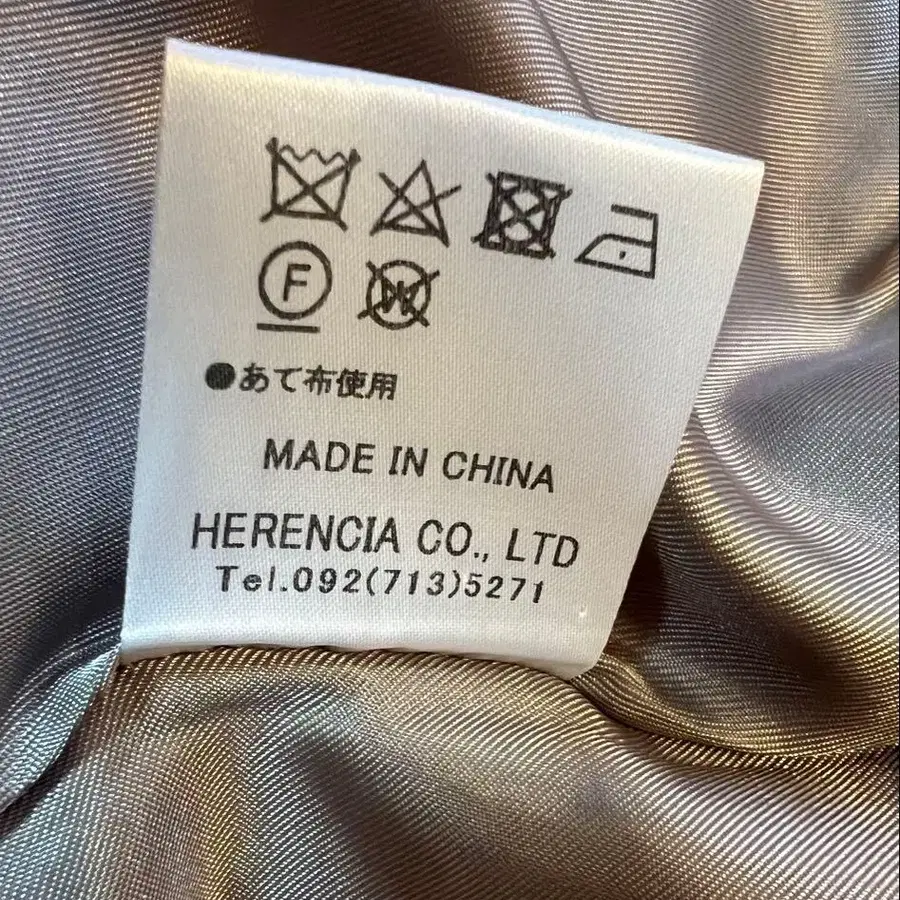 F W
●あて布使用
MADE IN CHINA
HERENCIA CO., LTD
Tel.092(713)5271